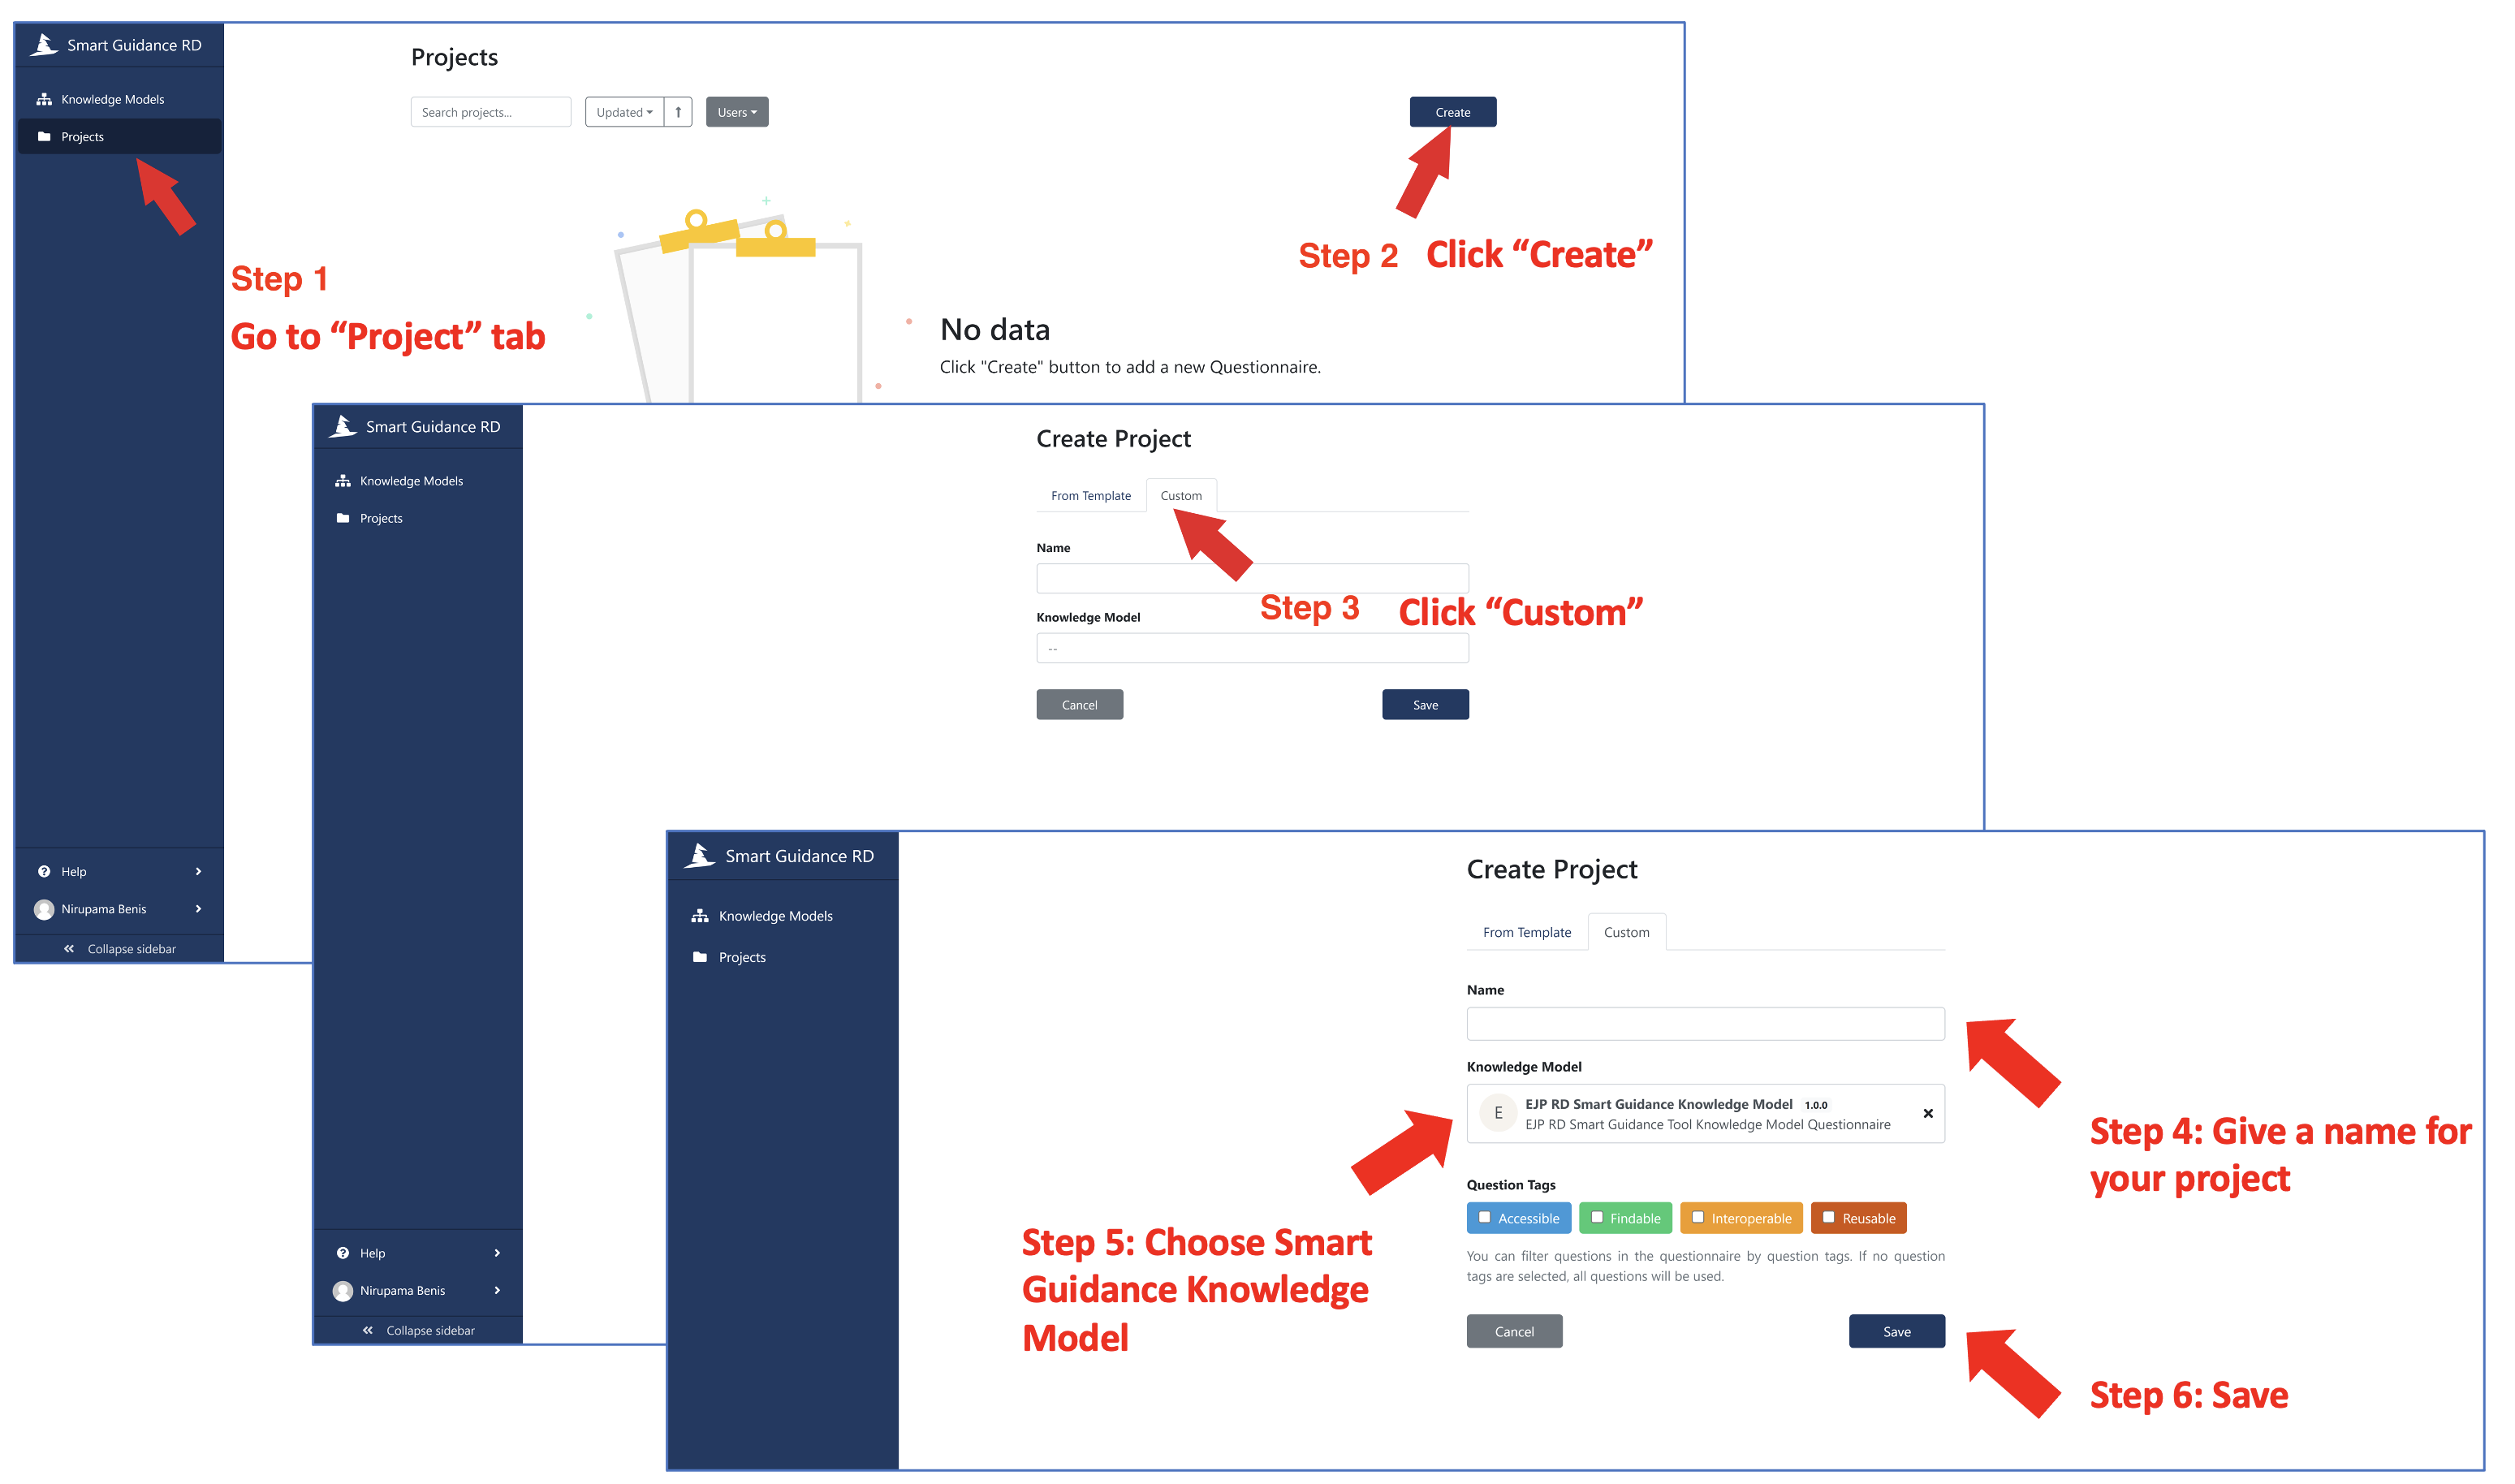 Smart Guidance RD
Knowledge Models
Projects
Projects
Search projects...
Updated
Users
Create
Step 1
Go to “Project” tab
Step 2 Click “Create”
No data
Click "Create" button to add a new Questionnaire.
Help
Nirupama Benis
Collapse sidebar
Smart Guidance RD
Knowledge Models
Projects
Create Project
From Template
Custom
Name
Step 3 Click “Custom”
Knowledge Model
--
Cancel
Save
Help
Nirupama Benis
Collapse sidebar
Smart Guidance RD
Knowledge Models
Projects
Create Project
From Template
Custom
Name
Knowledge Model
E
EJP RD Smart Guidance Knowledge Model 1.0.0
EJP RD Smart Guidance Tool Knowledge Model Questionnaire
Step 4: Give a name for
your project
Question Tags
Accessible
Findable
Interoperable
Reusable
You can filter questions in the questionnaire by question tags. If no question
tags are selected, all questions will be used.
Step 5: Choose Smart
Guidance Knowledge
Model
Cancel
Save
Step 6: Save